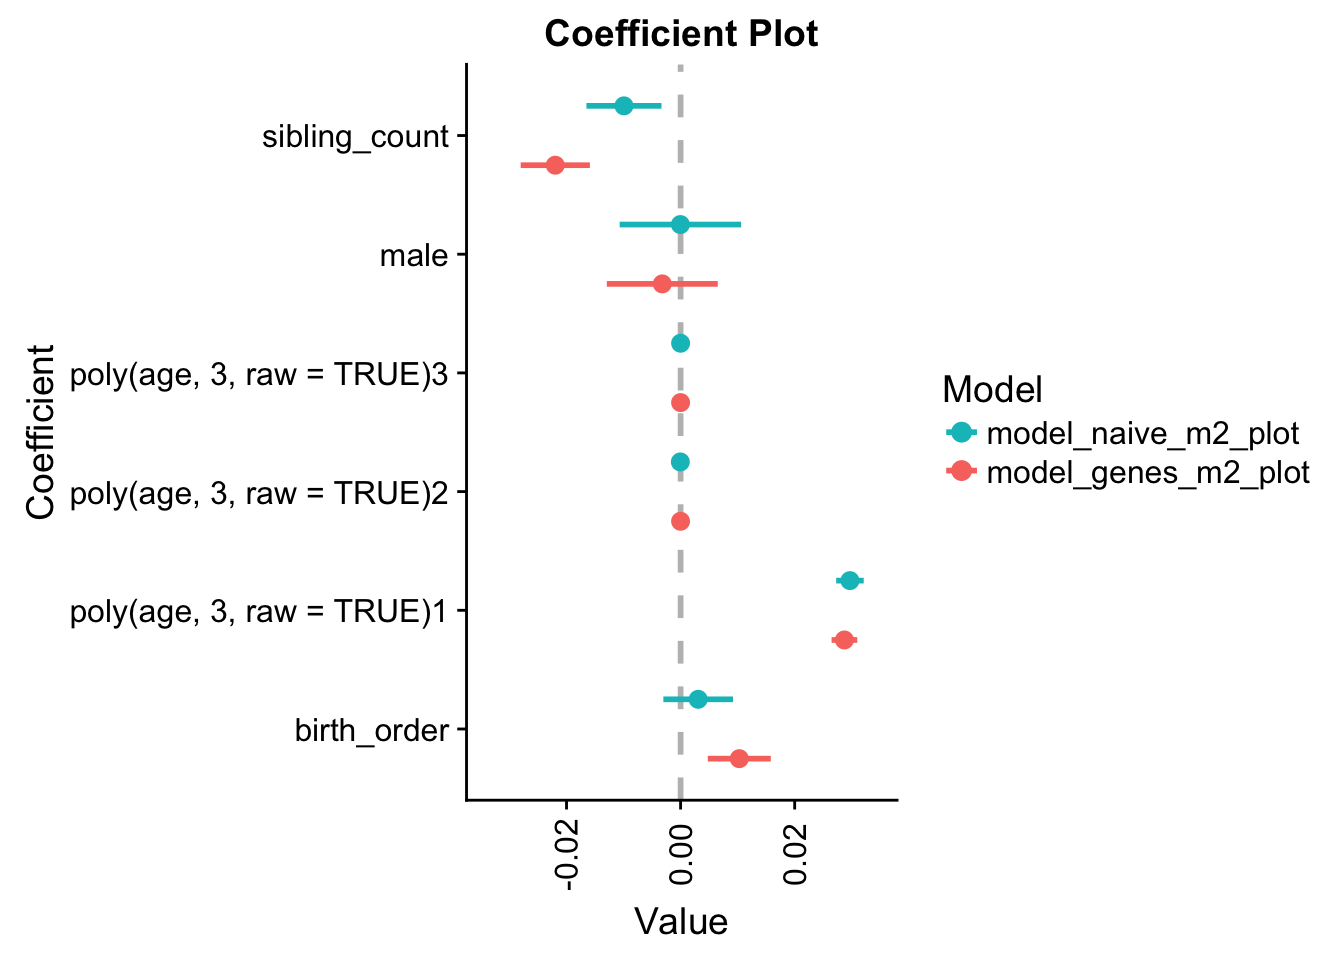 Coefficient Plot
Coefficient
sibling_count
male
poly(age, 3, raw = TRUE)3
poly(age, 3, raw = TRUE)2
poly(age, 3, raw = TRUE)1
birth_order
-0.02
0.00
0.02
Value
Model
model_naive_m2_plot
model_genes_m2_plot